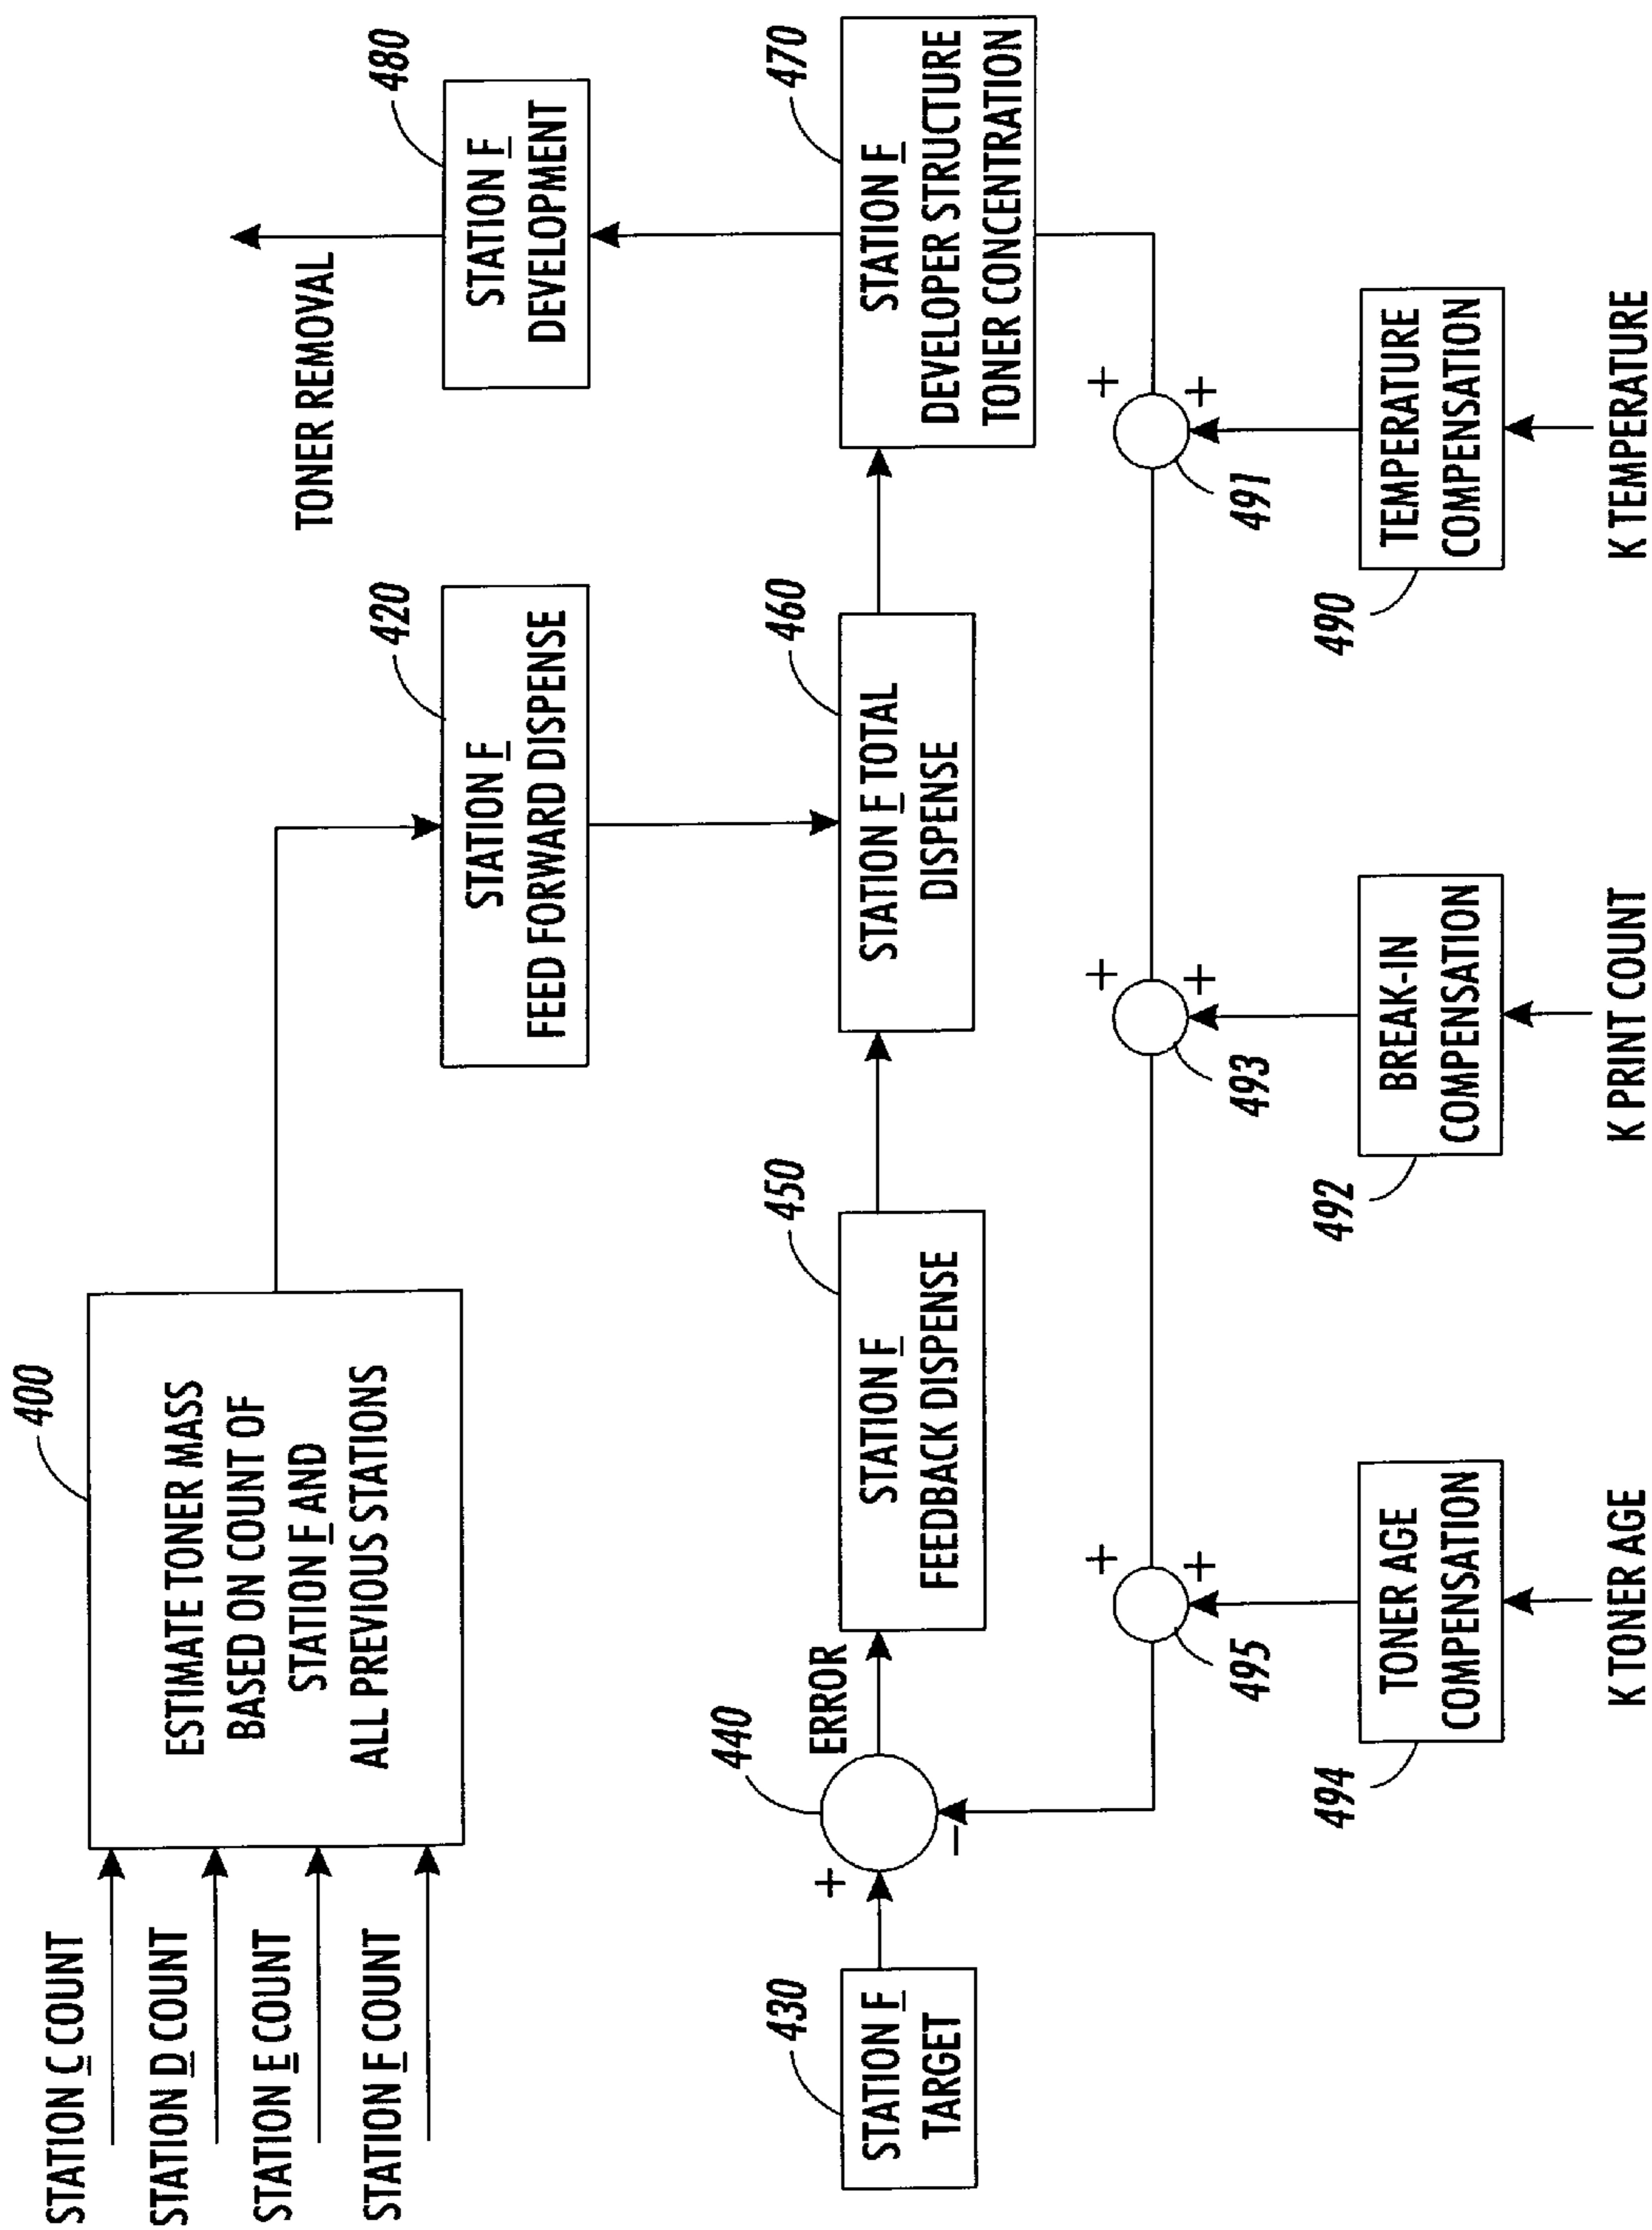 STATION C COUNT
STATION D COUNT
STATION E COUNT
STATION F COUNT
400
ESTIMATE TONER MASS
BASED ON COUNT OF
STATION F AND
ALL PREVIOUS STATIONS
420
STATION F
FEED FORWARD DISPENSE
TONER REMOVAL
480
STATION F
DEVELOPMENT
430
STATION F
TARGET
+
−
440
ERROR
450
STATION F
FEEDBACK DISPENSE
460
STATION F TOTAL
DISPENSE
470
STATION F
DEVELOPER STRUCTURE
TONER CONCENTRATION
+
+
495
+
+
493
+
+
491
494
TONER AGE
COMPENSATION
492
BREAK-IN
COMPENSATION
490
TEMPERATURE
COMPENSATION
K TONER AGE
K PRINT COUNT
K TEMPERATURE